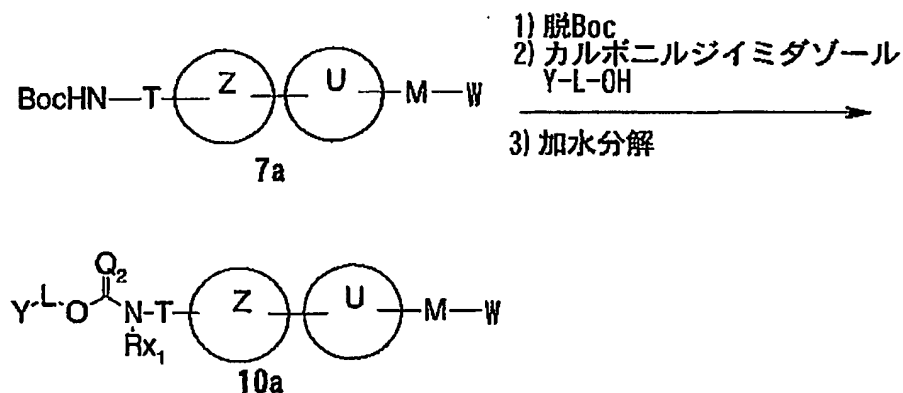 1) 脱Boc
2) カルボニルジイミダゾール
Y-L-OH
3) 加水分解
BocHN—T—Z—U—M—W
7a
Y-L-O Q2 N-T—Z—U—M—W
Rx1
10a